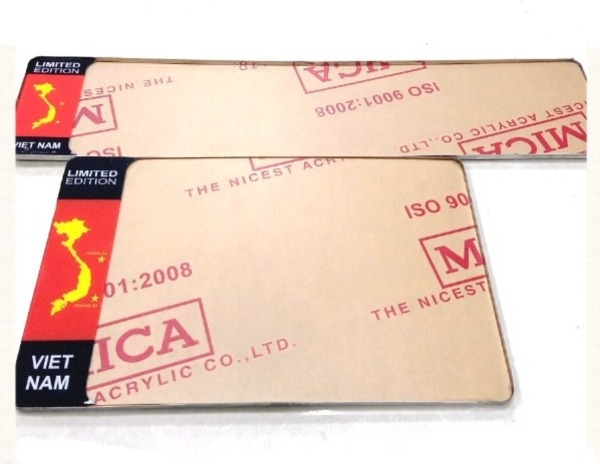 LIMITED
EDITION
VIET NAM
THE NICES
M
MICA
ISO 9001:2008
NICEST ACRYLIC CO.,LTD.
MICA
LIMITED
EDITION
VIET
NAM
THE NICEST ACRY
ISO 90
01:2008
M
THE NICEST
MICA
ACRYLIC CO.,LTD.